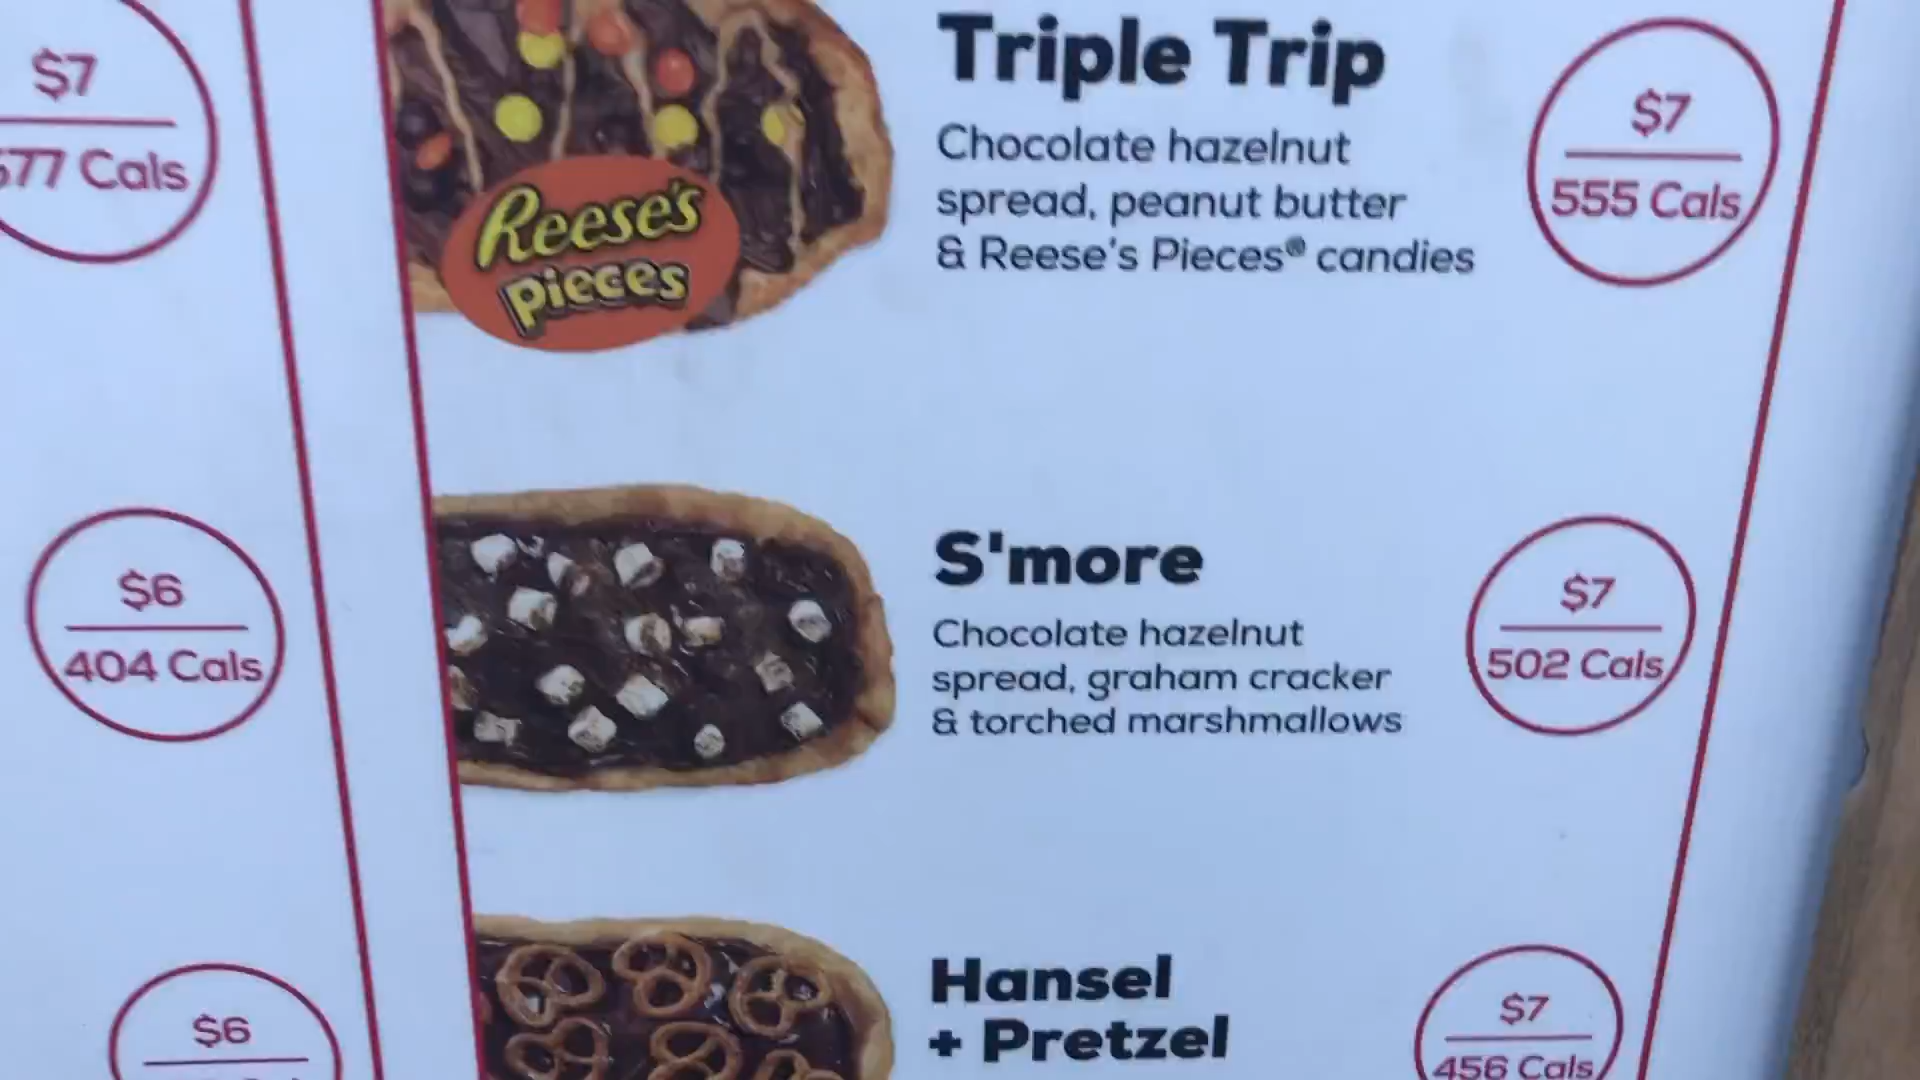 $7
Cals
$6
404 Cals
$6
Reese's
Pieces
Triple Trip
Chocolate hazelnut
spread, peanut butter
& Reese's Pieces® candies
$7
555 Cals
S'more
Chocolate hazelnut
spread, graham cracker
& torched marshmallows
$7
502 Cals
Hansel
+ Pretzel
$7
456 Cals